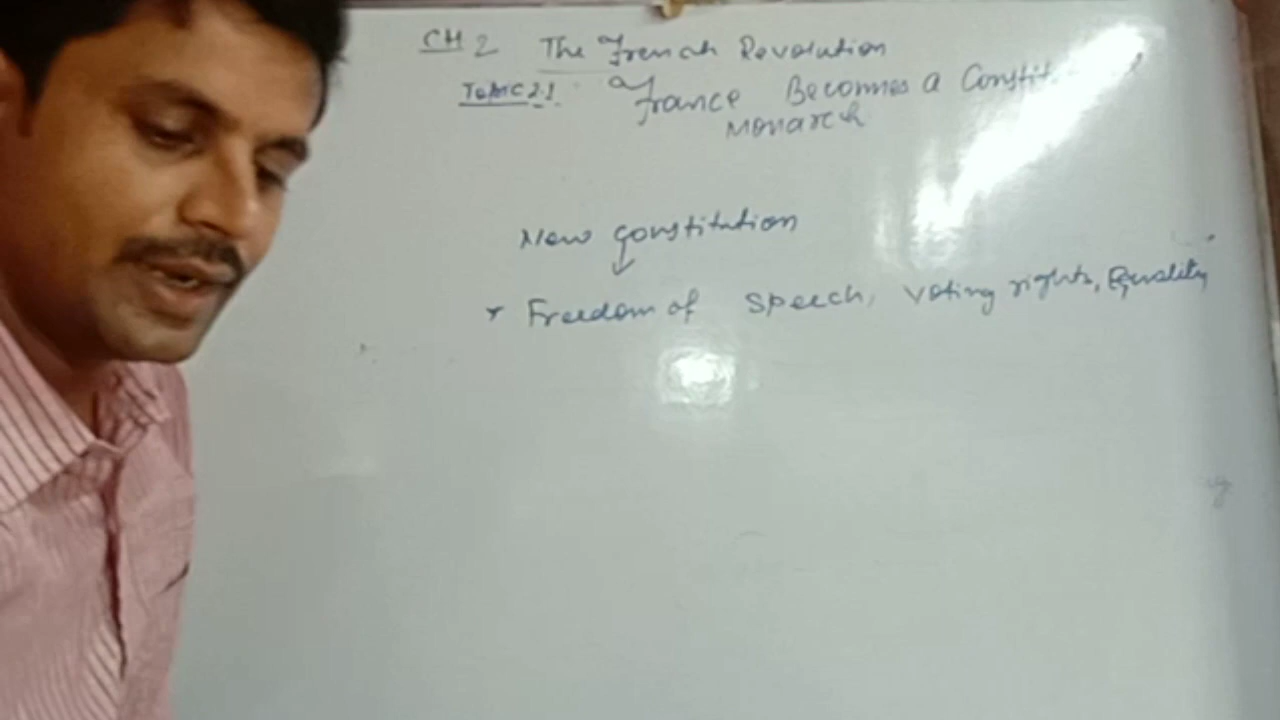 CH 2 The French Revolution
Topic 2.1: France Becomes a Constit
Monarch
New constitution
* Freedom of speech, voting rights, Equality